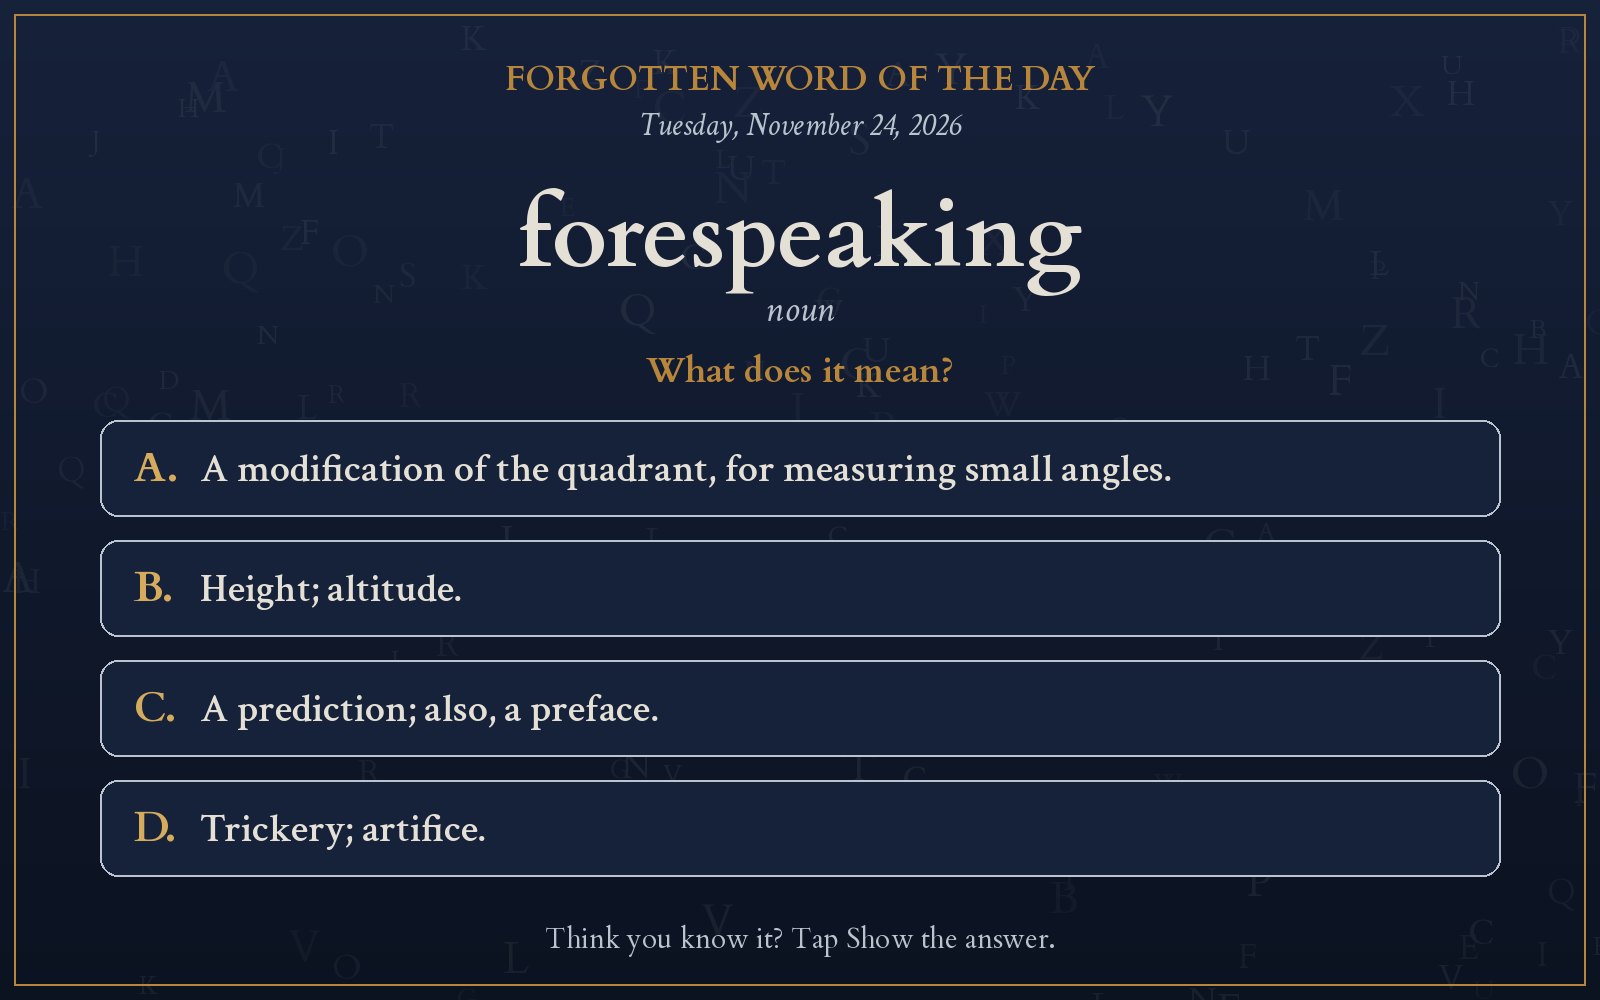 FORGOTTEN WORD OF THE DAY
Tuesday, November 24, 2026
forespeaking
noun
What does it mean?
A. A modification of the quadrant, for measuring small angles.
B. Height; altitude.
C. A prediction; also, a preface.
D. Trickery; artifice.
Think you know it? Tap Show the answer.